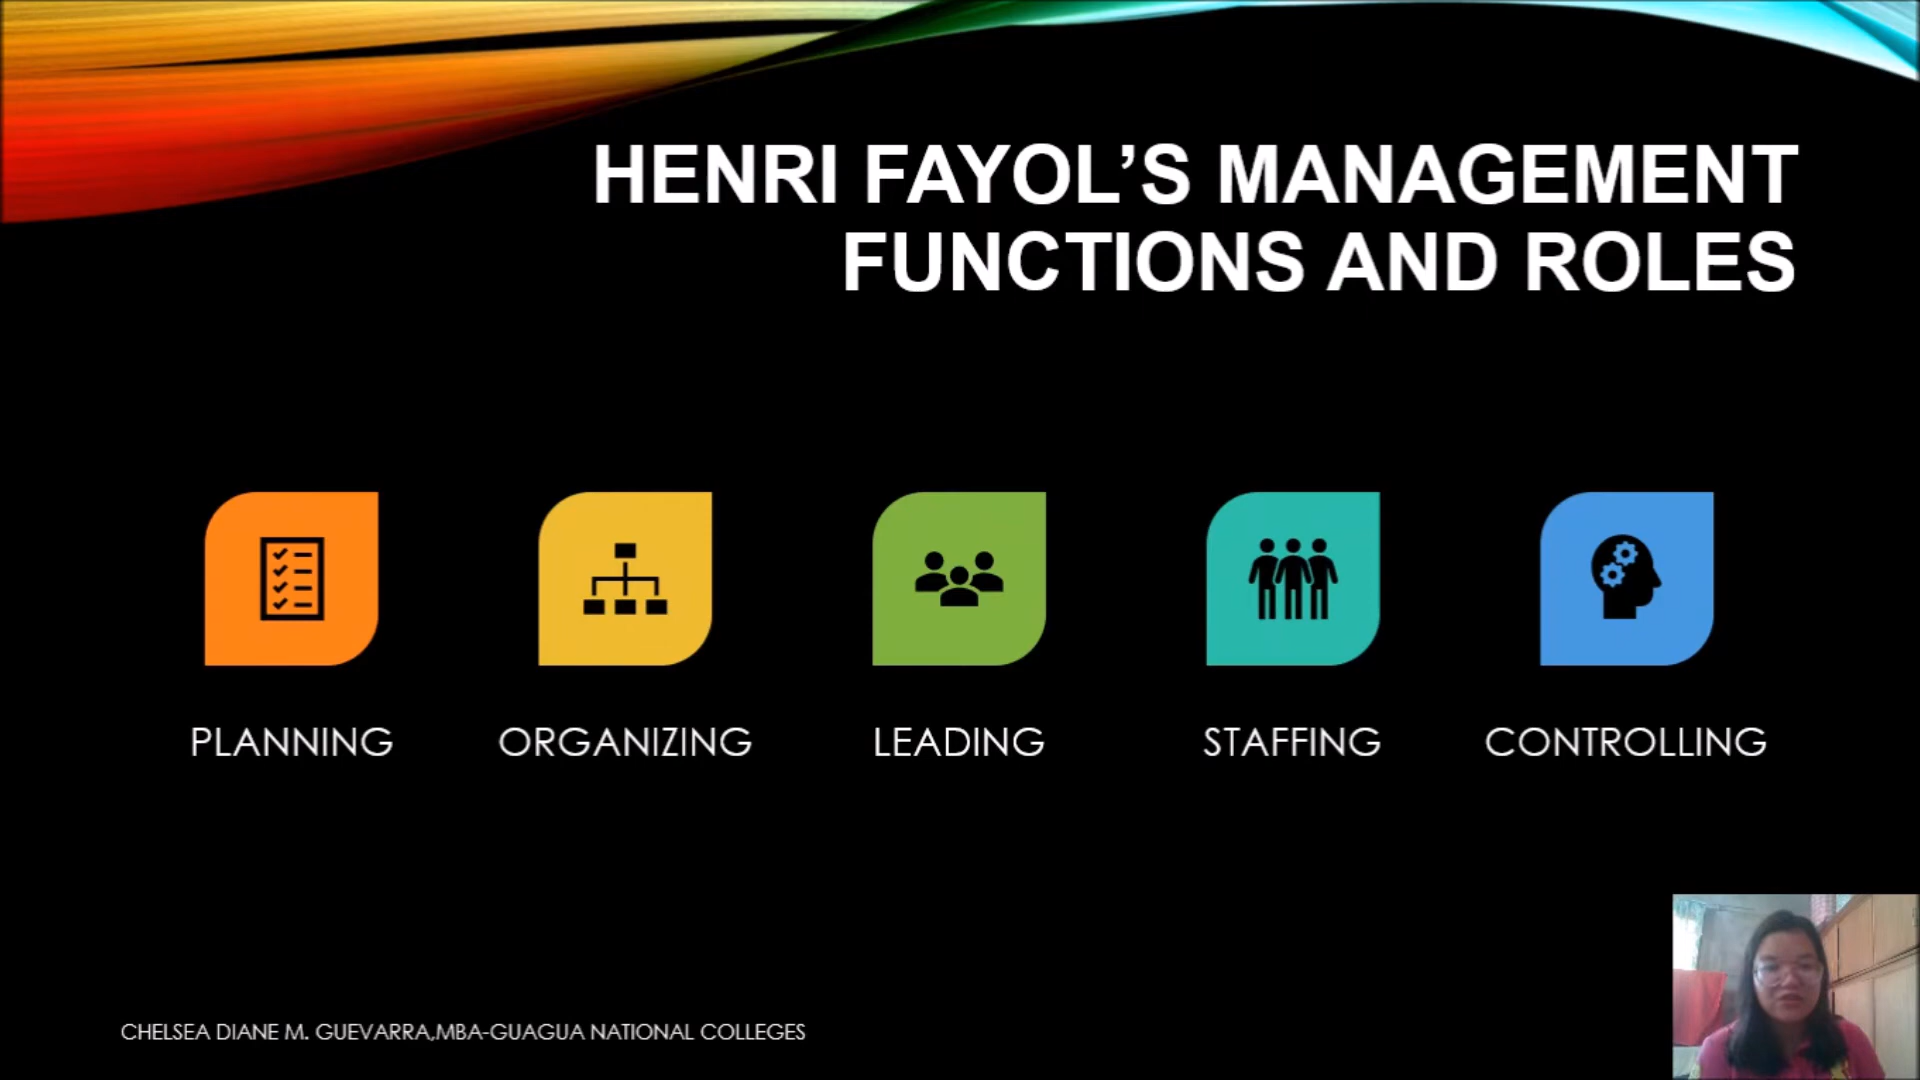 HENRI FAYOL’S MANAGEMENT
FUNCTIONS AND ROLES
PLANNING
ORGANIZING
LEADING
STAFFING
CONTROLLING
CHELSEA DIANE M. GUEVARRA,MBA-GUAGUA NATIONAL COLLEGES